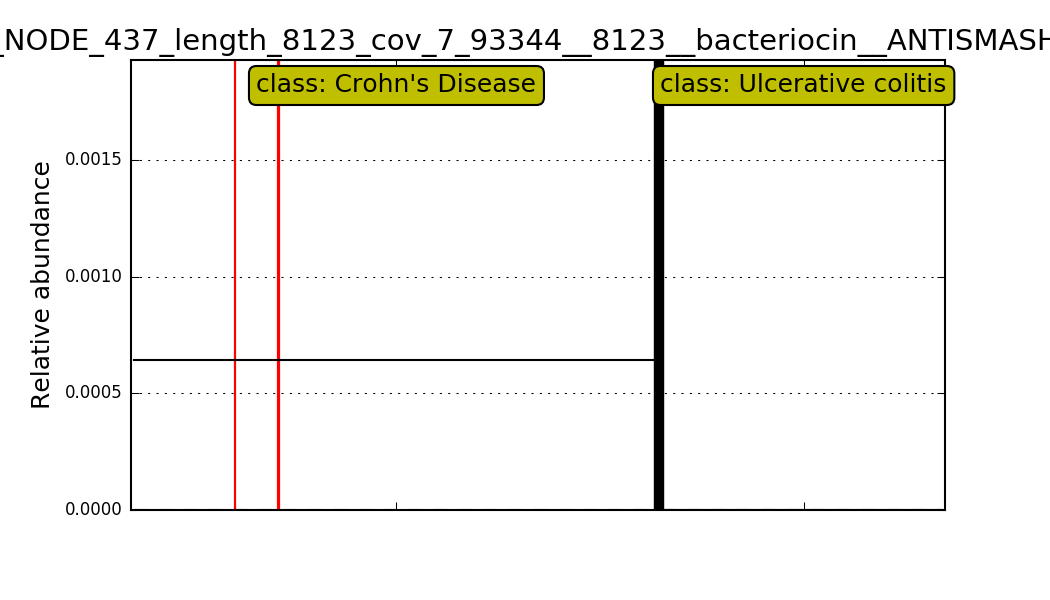 _NODE_437_length_8123_cov_7_93344__8123__bacteriocin__ANTISMASH
class: Crohn's Disease
class: Ulcerative colitis
Relative abundance
0.0015
0.0010
0.0005
0.0000